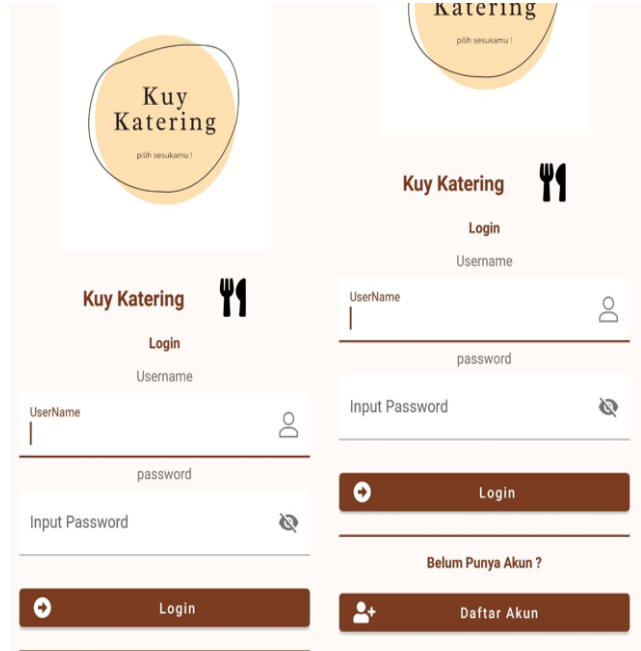 Kuy
Katering
pilih sesukamu !
Kuy Katering
Login
Username
UserName
password
Input Password
Login
Katering
pilih sesukamu !
Kuy Katering
Login
Username
UserName
password
Input Password
Login
Belum Punya Akun ?
Daftar Akun